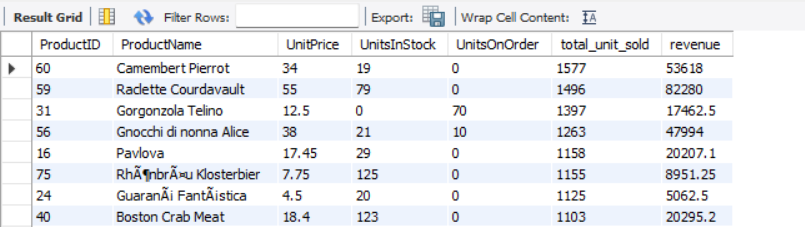 Result Grid Filter Rows: Export: Wrap Cell Content: IA
ProductID ProductName UnitPrice UnitsInStock UnitsOnOrder total_unit_sold revenue
60 Camembert Pierrot 34 19 0 1577 53618
59 Raclette Courdavault 55 79 0 1496 82280
31 Gorgonzola Telino 12.5 0 70 1397 17462.5
56 Gnocchi di nonna Alice 38 21 10 1263 47994
16 Pavlova 17.45 29 0 1158 20207.1
75 RhÃ¶nbrÃ¤u Klosterbier 7.75 125 0 1155 8951.25
24 GuaranÃ¡ FantÃ¡stica 4.5 20 0 1125 5062.5
40 Boston Crab Meat 18.4 123 0 1103 20295.2